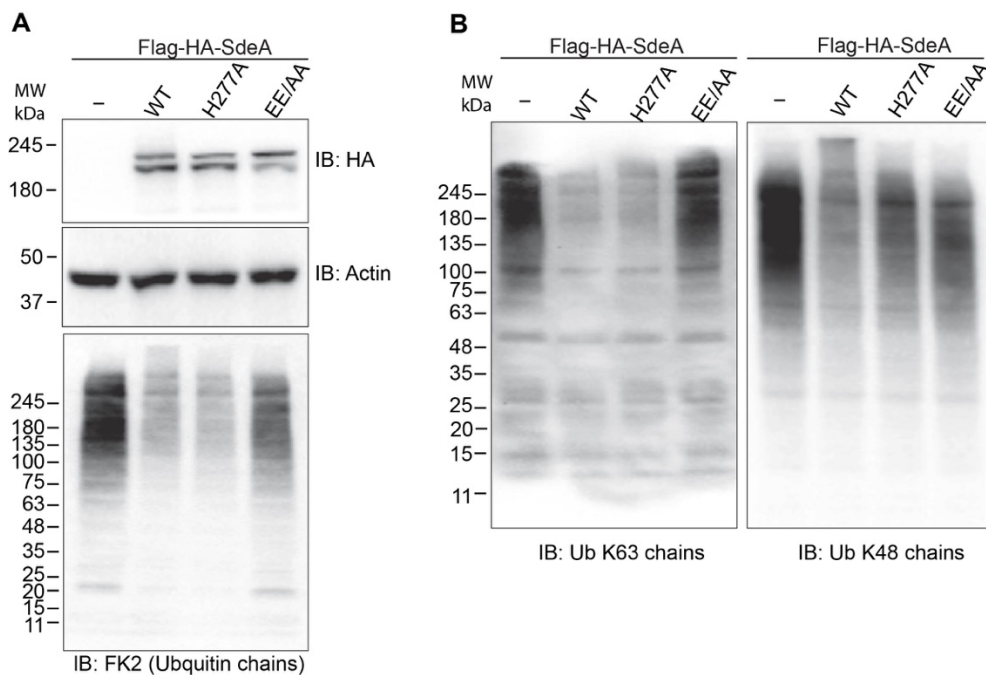 A
Flag-HA-SdeA
MW
kDa
– WT H277A EE/AA
245
180
IB: HA
50
37
IB: Actin
245
180
135
100
75
63
48
35
25
20
15
11
IB: FK2 (Ubquitin chains)
B
Flag-HA-SdeA
MW
kDa
– WT H277A EE/AA
245
180
135
100
75
63
48
35
25
20
15
11
IB: Ub K63 chains
Flag-HA-SdeA
– WT H277A EE/AA
IB: Ub K48 chains